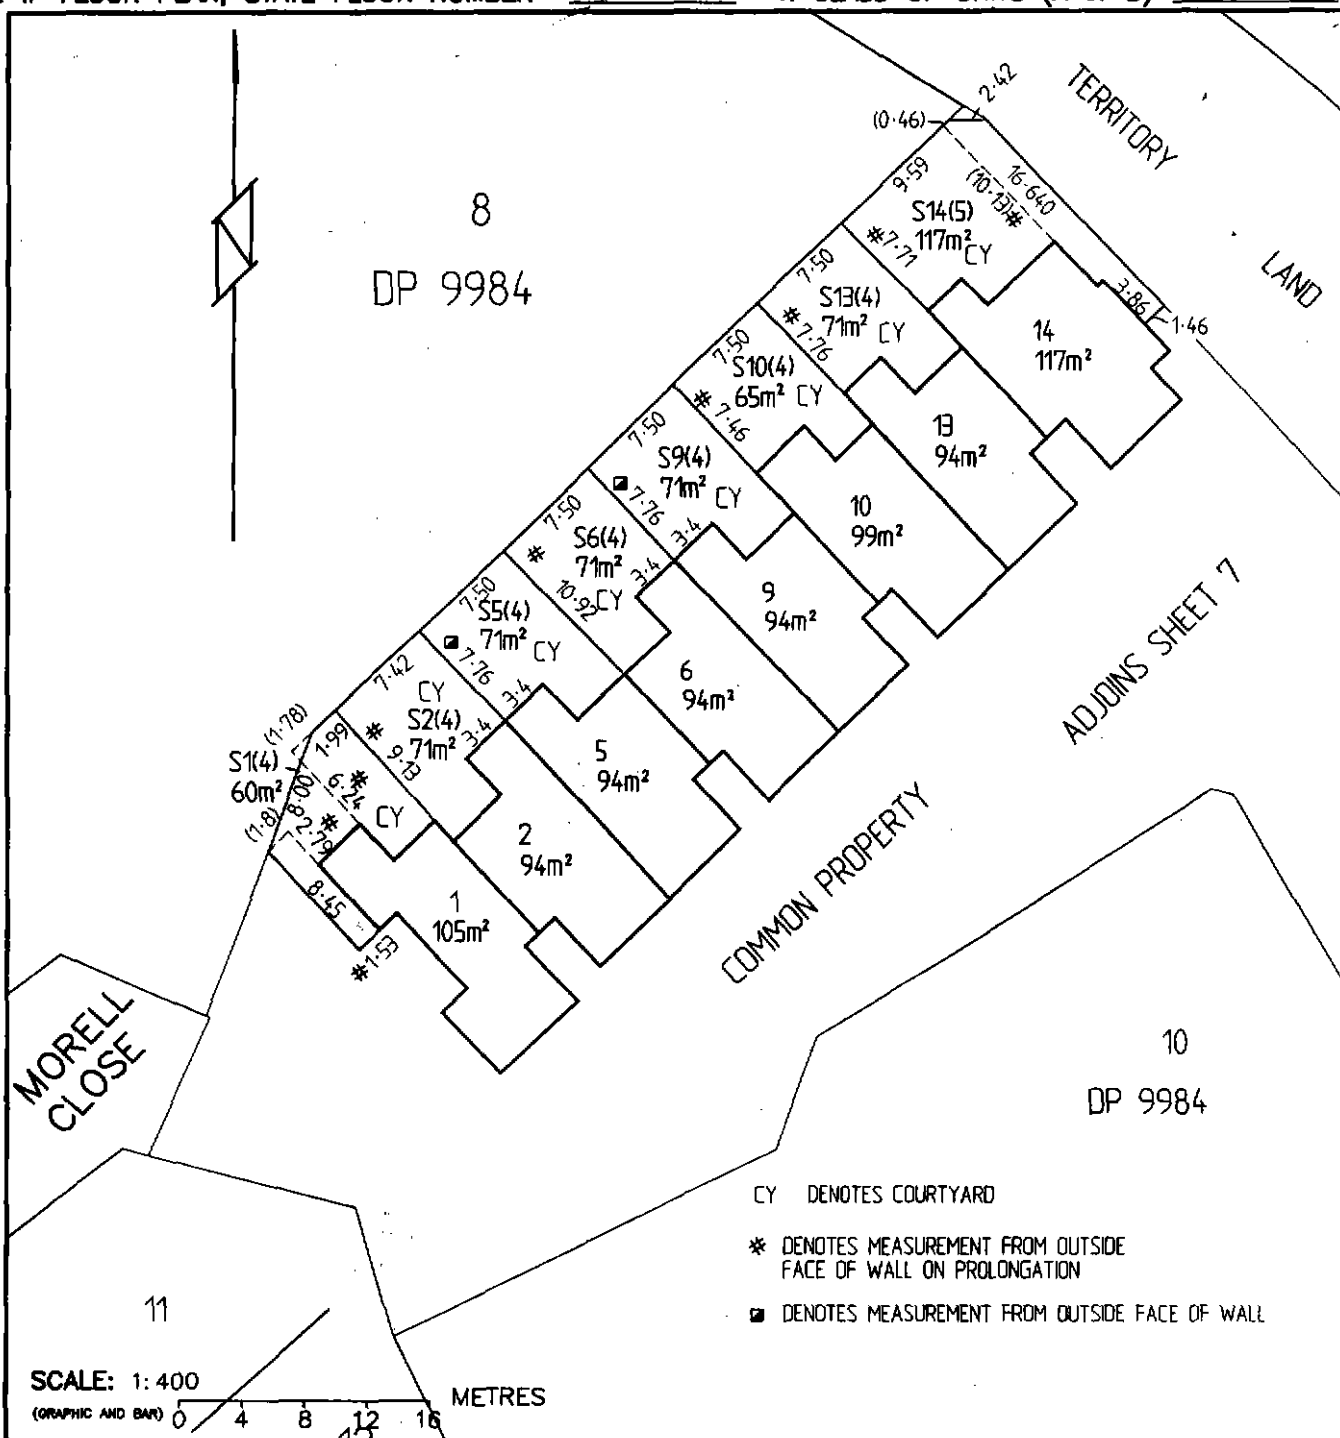 8
DP 9984
TERRITORY
LAND
2·42
(0·46)
16·640
(10·13)#
9·59
S14(5)
117m²
CY
#7·71
3·86
1·46
14
117m²
7·50
S13(4)
71m² CY
#7·76
13
94m²
7·50
S10(4)
65m² CY
#7·46
10
99m²
7·50
S9(4)
71m² CY
7·76
3·4
9
94m²
7·50
S6(4)
71m²
CY
#
10·92
3·4
6
94m²
7·50
S5(4)
71m² CY
7·76
3·4
5
94m²
7·42
CY
S2(4)
71m²
#
9·13
3·4
2
94m²
(1·78)
1·99
S1(4)
60m²
8·00
#
6·24
CY
#
2·79
(1·8)
8·45
#1·53
1
105m²
ADJOINS SHEET 7
COMMON PROPERTY
MORELL
CLOSE
10
DP 9984
11
CY DENOTES COURTYARD
# DENOTES MEASUREMENT FROM OUTSIDE
FACE OF WALL ON PROLONGATION
DENOTES MEASUREMENT FROM OUTSIDE FACE OF WALL
SCALE: 1:400
(GRAPHIC AND BAR) 0 4 8 12 16 METRES